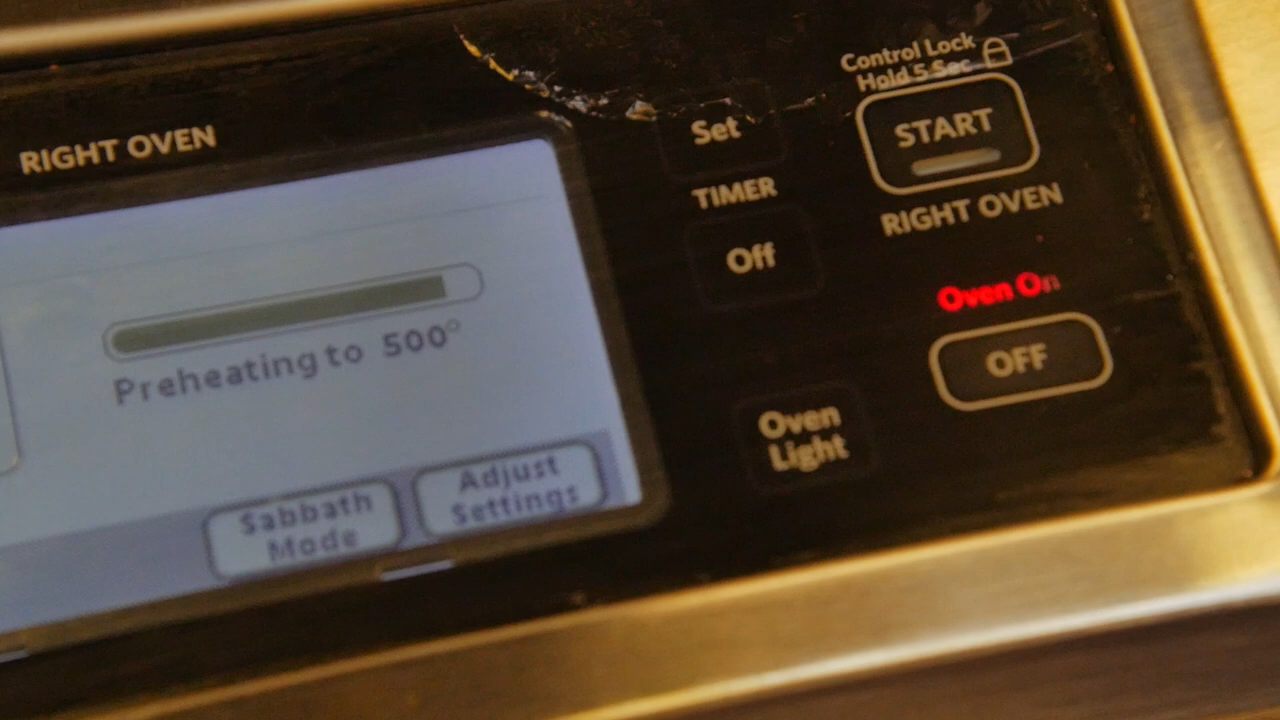 RIGHT OVEN
Preheating to 500°
Sabbath
Mode
Adjust
Settings
Set
TIMER
Off
Oven
Light
Control Lock
Hold 5 Sec
START
RIGHT OVEN
Oven On
OFF